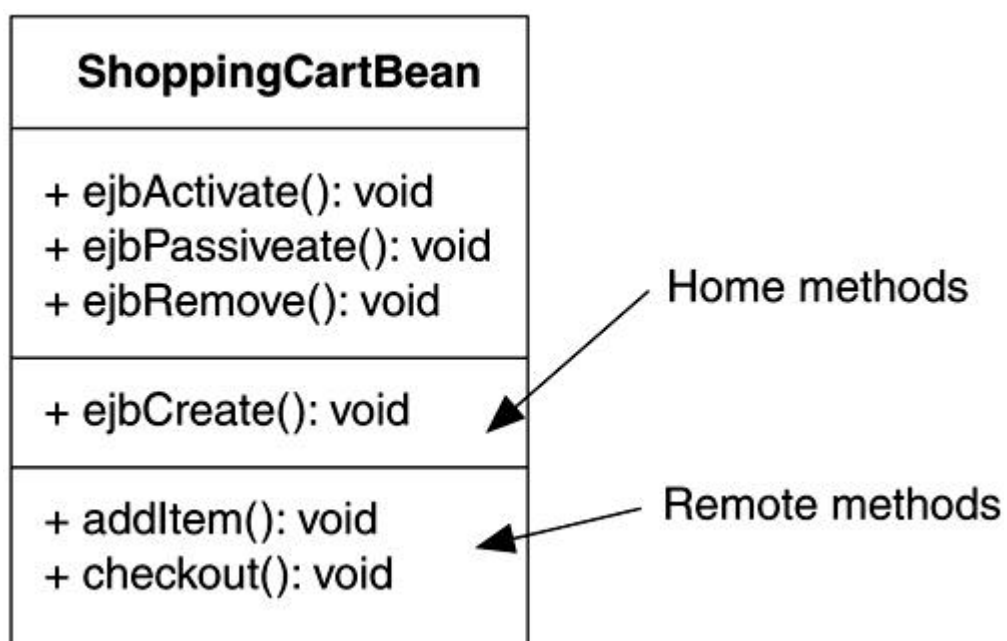 ShoppingCartBean
+ ejbActivate(): void
+ ejbPassiveate(): void
+ ejbRemove(): void
Home methods
+ ejbCreate(): void
Remote methods
+ addItem(): void
+ checkout(): void